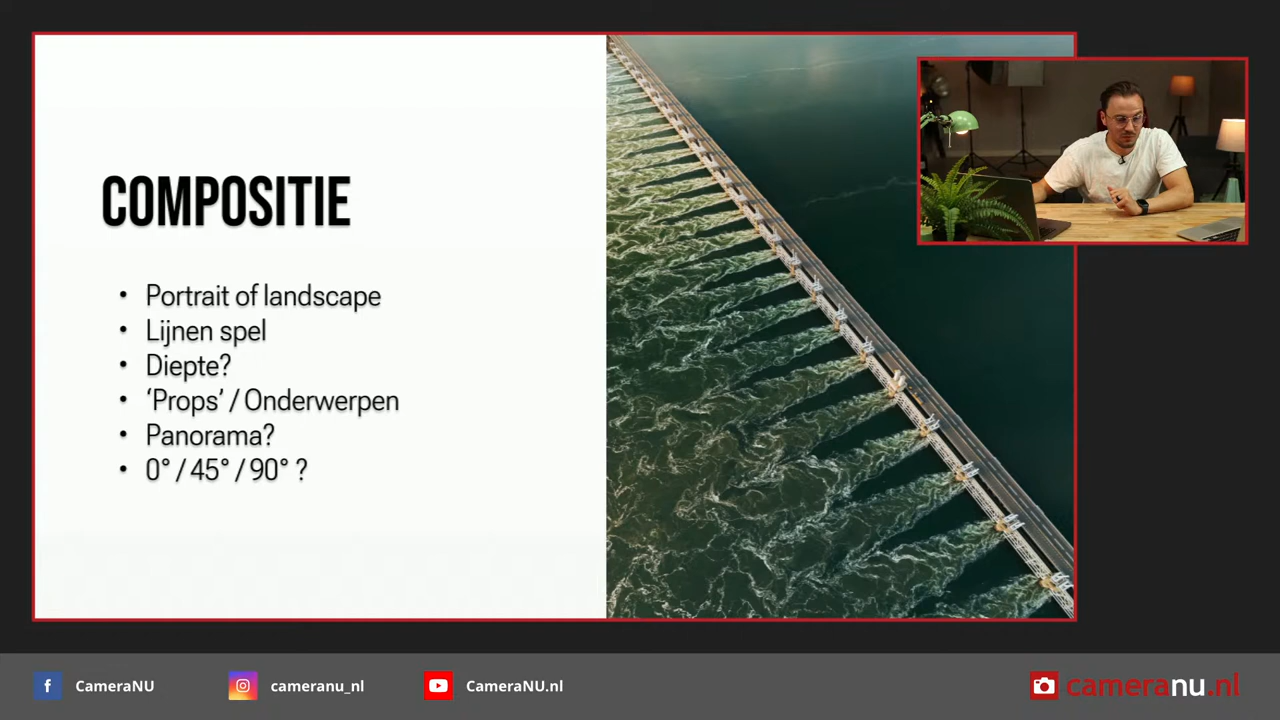 COMPOSITIE
• Portrait of landscape
• Lijnen spel
• Diepte?
• ‘Props’ / Onderwerpen
• Panorama?
• 0° / 45° / 90° ?
CameraNU
cameranu_nl
CameraNU.nl
cameranu.nl